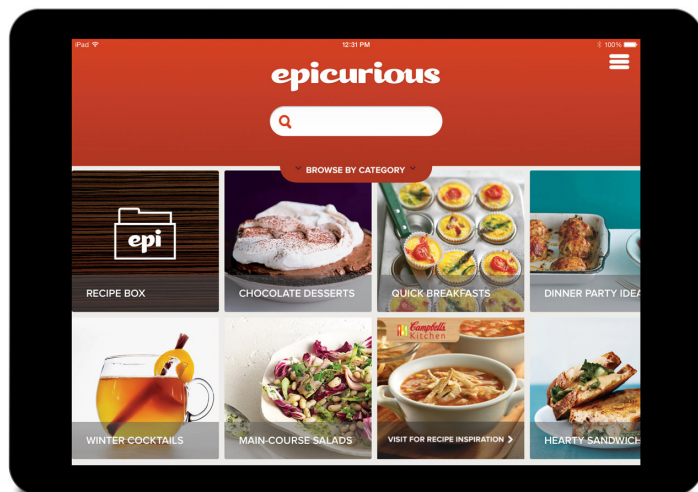 iPad
12:31 PM
100%
epicurious
BROWSE BY CATEGORY
epi
RECIPE BOX
CHOCOLATE DESSERTS
QUICK BREAKFASTS
DINNER PARTY IDEA
Campbell's
Kitchen
WINTER COCKTAILS
MAIN-COURSE SALADS
VISIT FOR RECIPE INSPIRATION
HEARTY SANDWICH